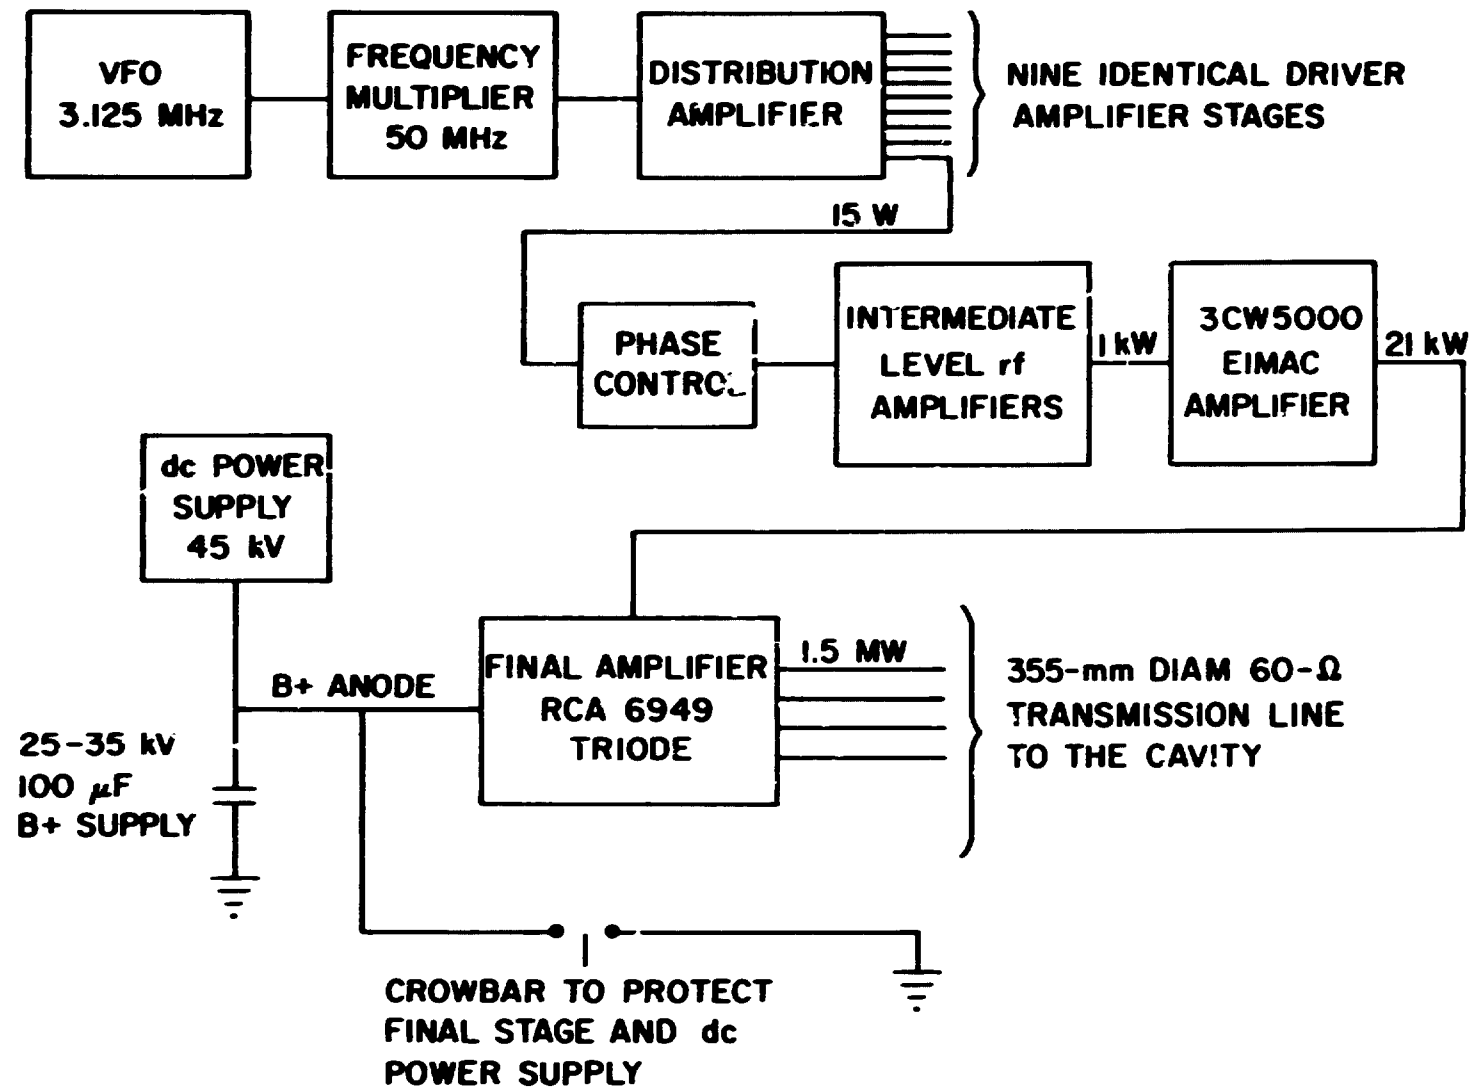 VFO
3.125 MHz
FREQUENCY
MULTIPLIER
50 MHz
DISTRIBUTION
AMPLIFIER
NINE IDENTICAL DRIVER
AMPLIFIER STAGES
15 W
PHASE
CONTROL
INTERMEDIATE
LEVEL rf
AMPLIFIERS
1 kW
3CW5000
EIMAC
AMPLIFIER
21 kW
dc POWER
SUPPLY
45 kV
B+ ANODE
25-35 kV
100 μF
B+ SUPPLY
FINAL AMPLIFIER
RCA 6949
TRIODE
1.5 MW
355-mm DIAM 60-Ω
TRANSMISSION LINE
TO THE CAVITY
CROWBAR TO PROTECT
FINAL STAGE AND dc
POWER SUPPLY